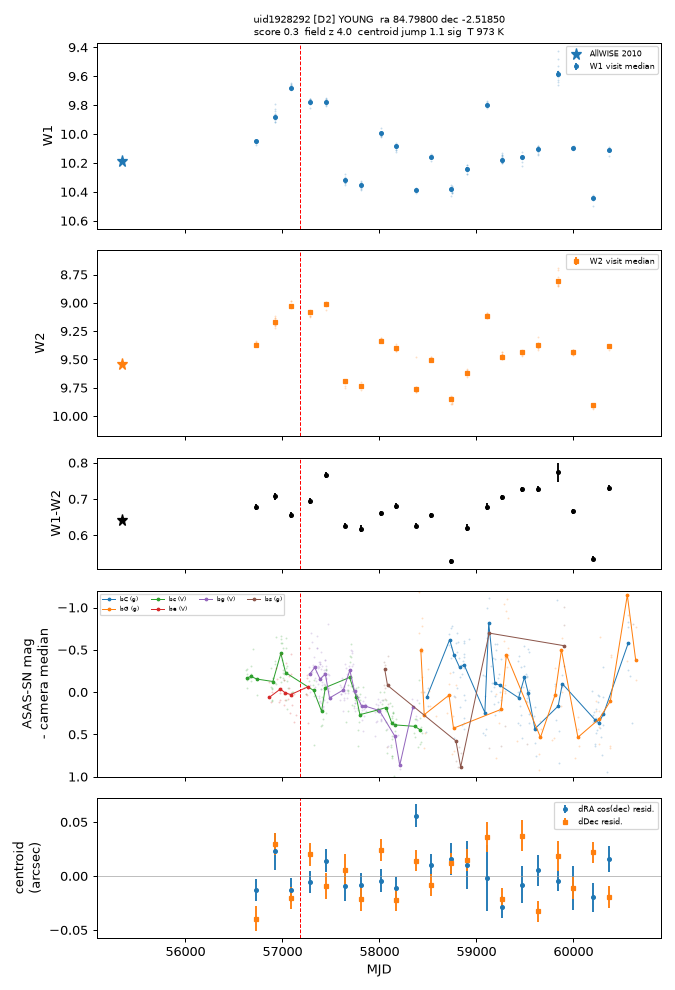 uid1928292 [D2] YOUNG  ra 84.79800 dec -2.51850
score 0.3  field z 4.0  centroid jump 1.1 sig  T 973 K
9.4
9.6
9.8
10.0
10.2
10.4
10.6
W1
AllWISE 2010
W1 visit median
8.75
9.00
9.25
9.50
9.75
10.00
W2
W2 visit median
0.8
0.7
0.6
W1-W2
−1.0
−0.5
0.0
0.5
1.0
ASAS-SN mag
- camera median
bC (g)
bG (g)
bc (V)
be (V)
bg (V)
bs (g)
0.05
0.00
−0.05
centroid
(arcsec)
dRA cos(dec) resid.
dDec resid.
56000
57000
58000
59000
60000
MJD